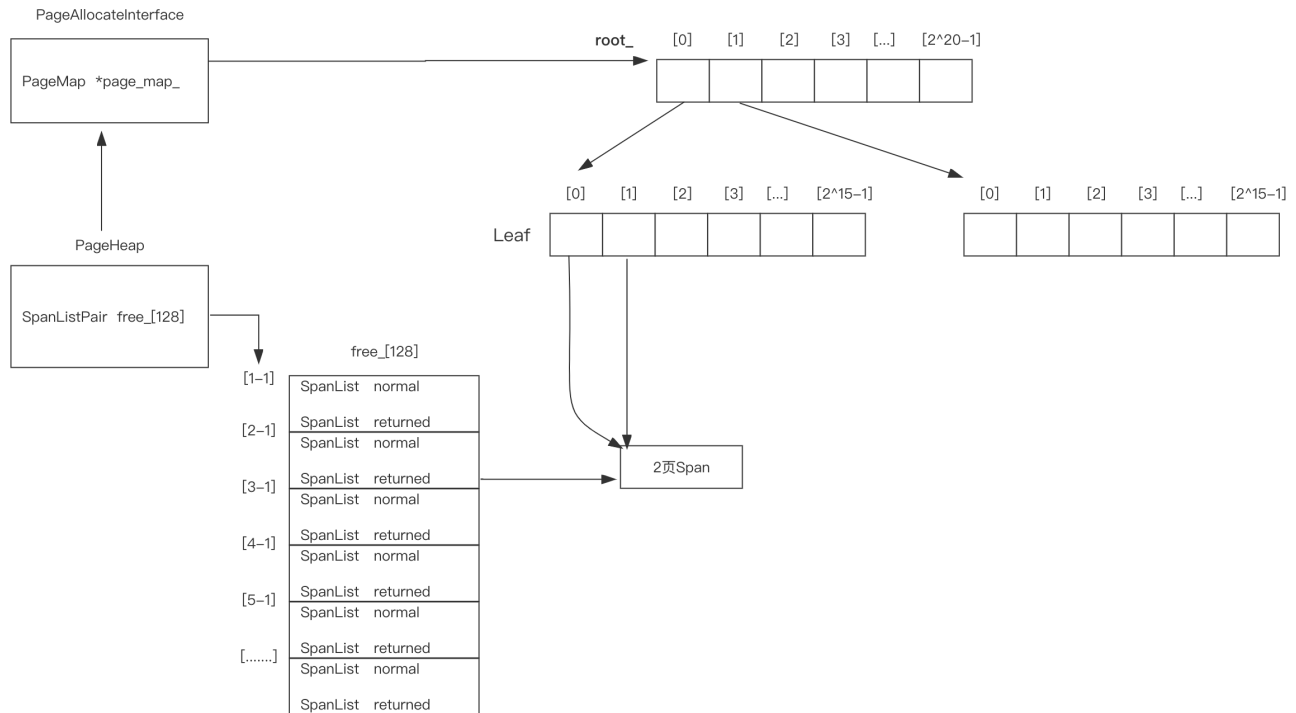 PageAllocateInterface
PageMap *page_map_
root_ [0] [1] [2] [3] [...] [2^20-1]
[0] [1] [2] [3] [...] [2^15-1]
[0] [1] [2] [3] [...] [2^15-1]
Leaf
PageHeap
SpanListPair free_[128]
free_[128]
[1-1]
SpanList normal
SpanList returned
[2-1]
SpanList normal
SpanList returned
[3-1]
SpanList normal
SpanList returned
[4-1]
SpanList normal
SpanList returned
[5-1]
SpanList normal
SpanList returned
[.......]
SpanList normal
SpanList returned
2页Span